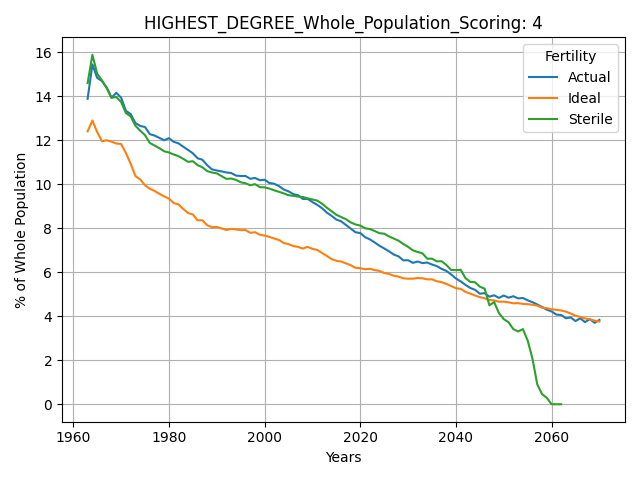 HIGHEST_DEGREE_Whole_Population_Scoring: 4
Fertility
Actual
Ideal
Sterile
% of Whole Population
16
14
12
10
8
6
4
2
0
1960 1980 2000 2020 2040 2060
Years